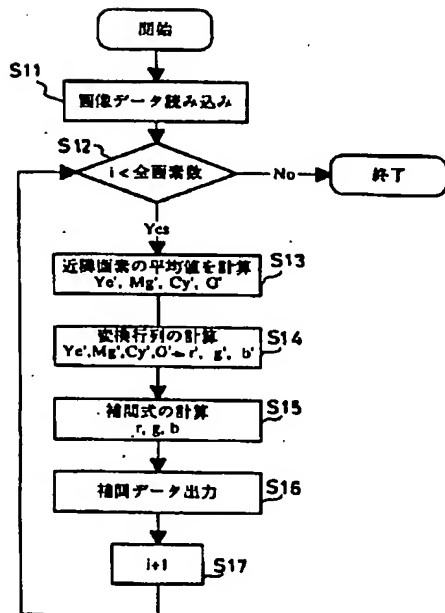 開始
S11
画像データ読み込み
S12
i<全画素数
No
終了
Yes
近隣画素の平均値を計算
Ye', Mg', Cy', G'
S13
変換行列の計算
Ye',Mg',Cy',G'→r', g', b'
S14
補間式の計算
r, g, b
S15
補間データ出力
S16
i+1
S17